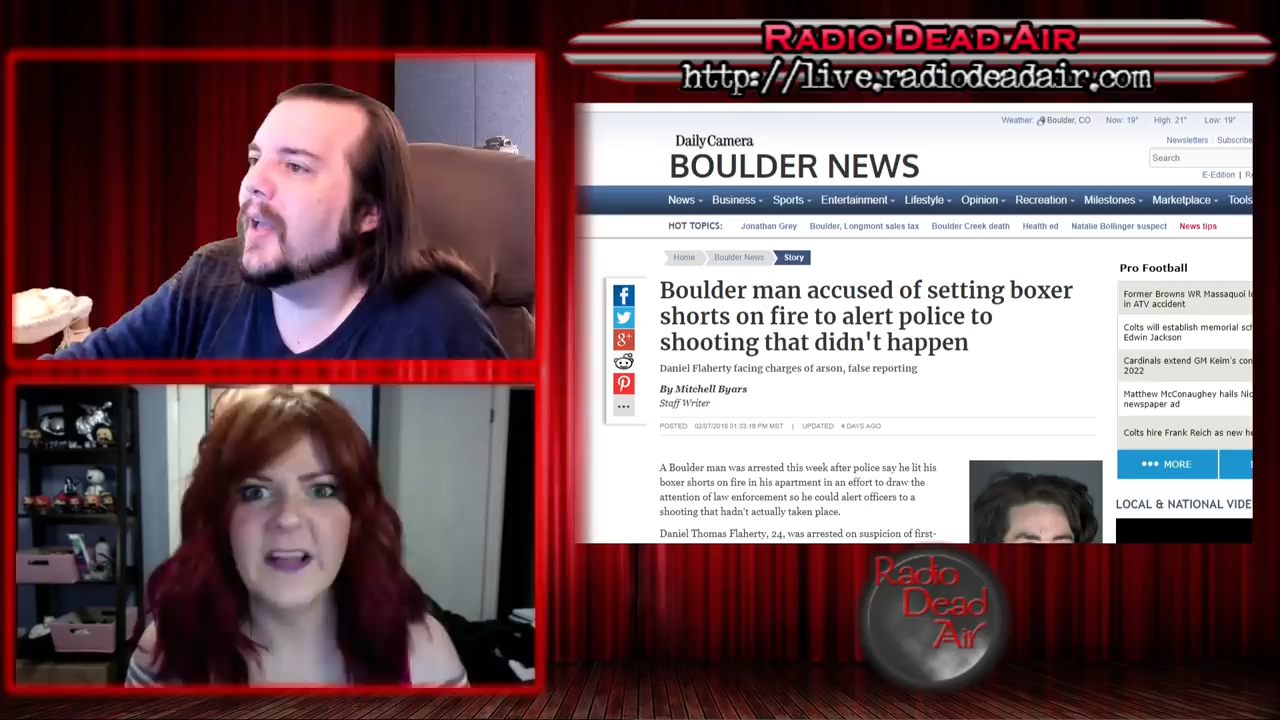 Radio Dead Air
http://live.radiodeadair.com
Weather: Boulder, CO Now: 19° High: 21° Low: 19°
Daily Camera
BOULDER NEWS
Newsletters | Subscribe
Search
E-Edition |
News Business Sports Entertainment Lifestyle Opinion Recreation Milestones Marketplace Tools
HOT TOPICS: Jonathan Grey Boulder, Longmont sales tax Boulder Creek death Health ed Natalie Bollinger suspect News tips
Home Boulder News Story
Boulder man accused of setting boxer
shorts on fire to alert police to
shooting that didn't happen
Daniel Flaherty facing charges of arson, false reporting
By Mitchell Byars
Staff Writer
POSTED: 02/07/2018 01:33:16 PM MST | UPDATED: 4 DAYS AGO
A Boulder man was arrested this week after police say he lit his
boxer shorts on fire in his apartment in an effort to draw the
attention of law enforcement so he could alert officers to a
shooting that hadn't actually taken place.
Daniel Thomas Flaherty, 24, was arrested on suspicion of first-
Pro Football
Former Browns WR Massaquoi
in ATV accident
Colts will establish memorial
Edwin Jackson
Cardinals extend GM Keim's
2022
Matthew McConaughey hails
newspaper ad
Colts hire Frank Reich as new
••• MORE
LOCAL & NATIONAL VIDE
Radio
Dead
Air